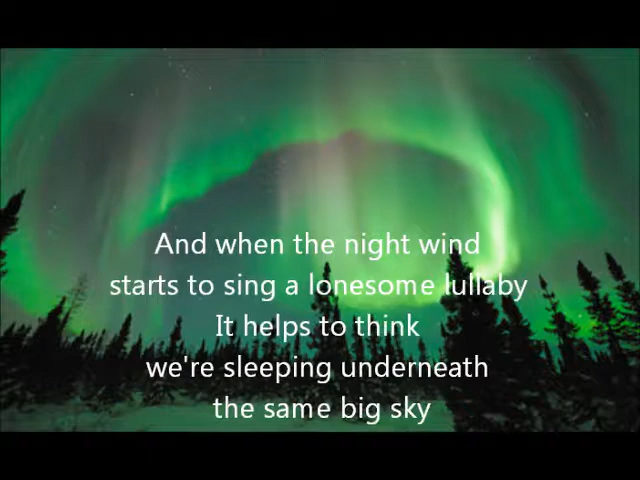 And when the night wind
starts to sing a lonesome lullaby
It helps to think
we're sleeping underneath
the same big sky